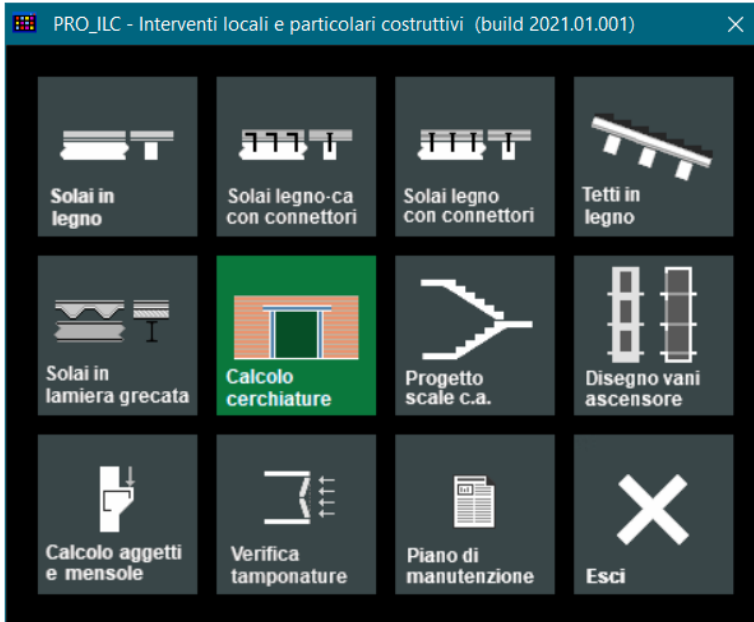 PRO_ILC - Interventi locali e particolari costruttivi (build 2021.01.001)
Solai in
legno
Solai legno-ca
con connettori
Solai legno
con connettori
Tetti in
legno
Solai in
lamiera grecata
Calcolo
cerchiature
Progetto
scale c.a.
Disegno vani
ascensore
Calcolo aggetti
e mensole
Verifica
tamponature
Piano di
manutenzione
Esci